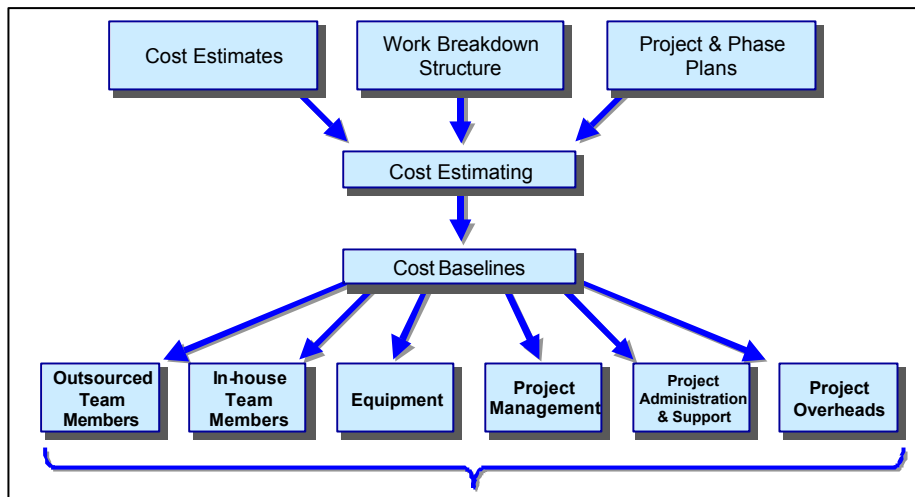 Cost Estimates
Work Breakdown
Structure
Project & Phase
Plans
Cost Estimating
Cost Baselines
Outsourced
Team
Members
In-house
Team
Members
Equipment
Project
Management
Project
Administration
& Support
Project
Overheads